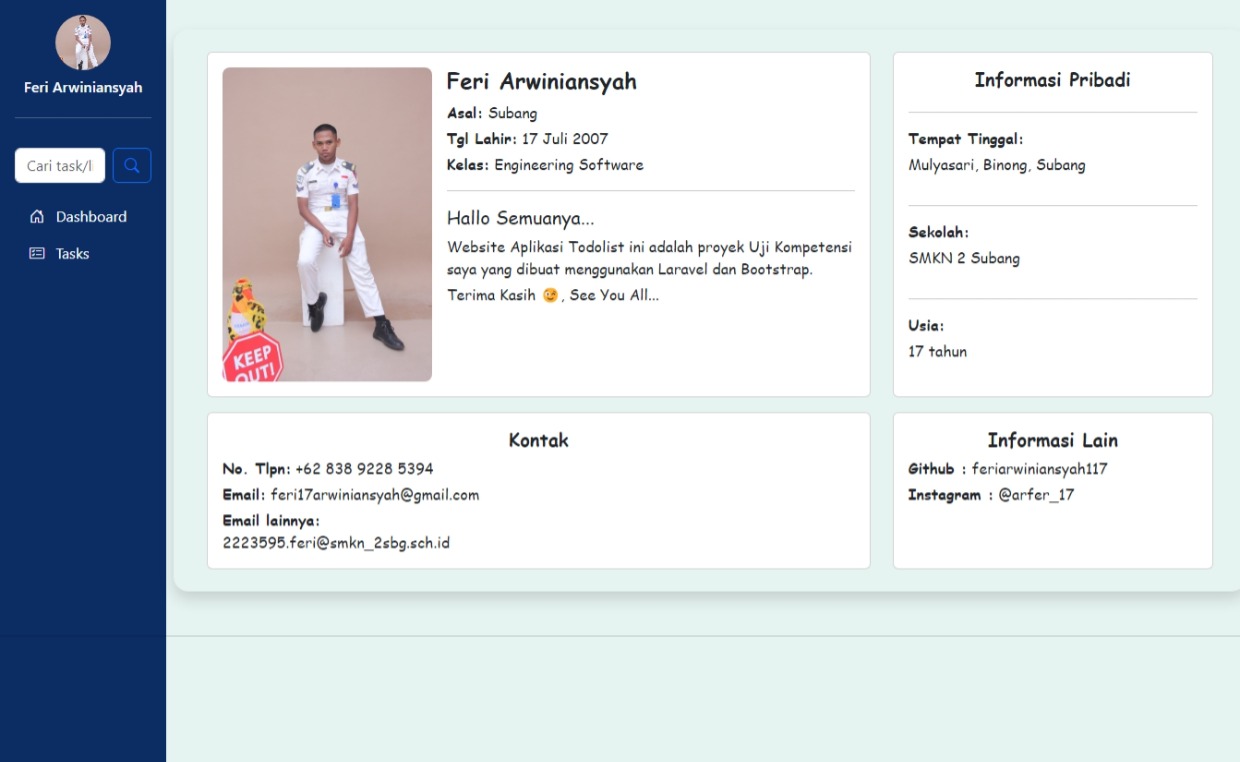 Feri Arwiniansyah
Cari task/l
Dashboard
Tasks
Feri Arwiniansyah
Asal: Subang
Tgl Lahir: 17 Juli 2007
Kelas: Engineering Software
Hallo Semuanya...
Website Aplikasi Todolist ini adalah proyek Uji Kompetensi
saya yang dibuat menggunakan Laravel dan Bootstrap.
Terima Kasih 😉, See You All...
KEEP
OUT!
Informasi Pribadi
Tempat Tinggal:
Mulyasari, Binong, Subang
Sekolah:
SMKN 2 Subang
Usia:
17 tahun
Kontak
No. Tlpn: +62 838 9228 5394
Email: feri17arwiniansyah@gmail.com
Email lainnya:
2223595.feri@smkn_2sbg.sch.id
Informasi Lain
Github : feriarwiniansyah117
Instagram : @arfer_17